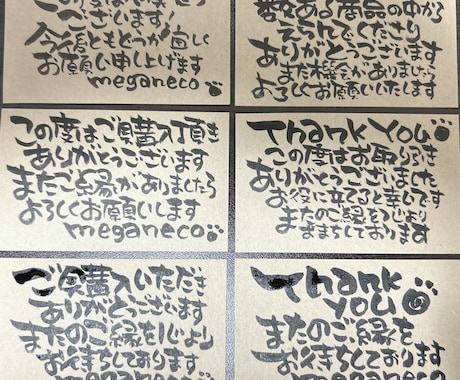 ございます!
今後ともどうか宜しく
お願い申し上げます
meganeco
数ある商品の中から
えらんでくださり
ありがとうございます
また機会がありましたら
よろしくお願いいたします
この度はご購入頂き
ありがとうございます
またご縁がありましたら
よろしくお願いします
meganeco
Thank You
この度はお取り引き
ありがとうございました
お役に立てると幸いです
またのご縁を心より
お待ちしております
ご購入いただき
ありがとうございます
またのご縁を心より
お待ちしております
Thank
you
またのご縁を
お待ちしております